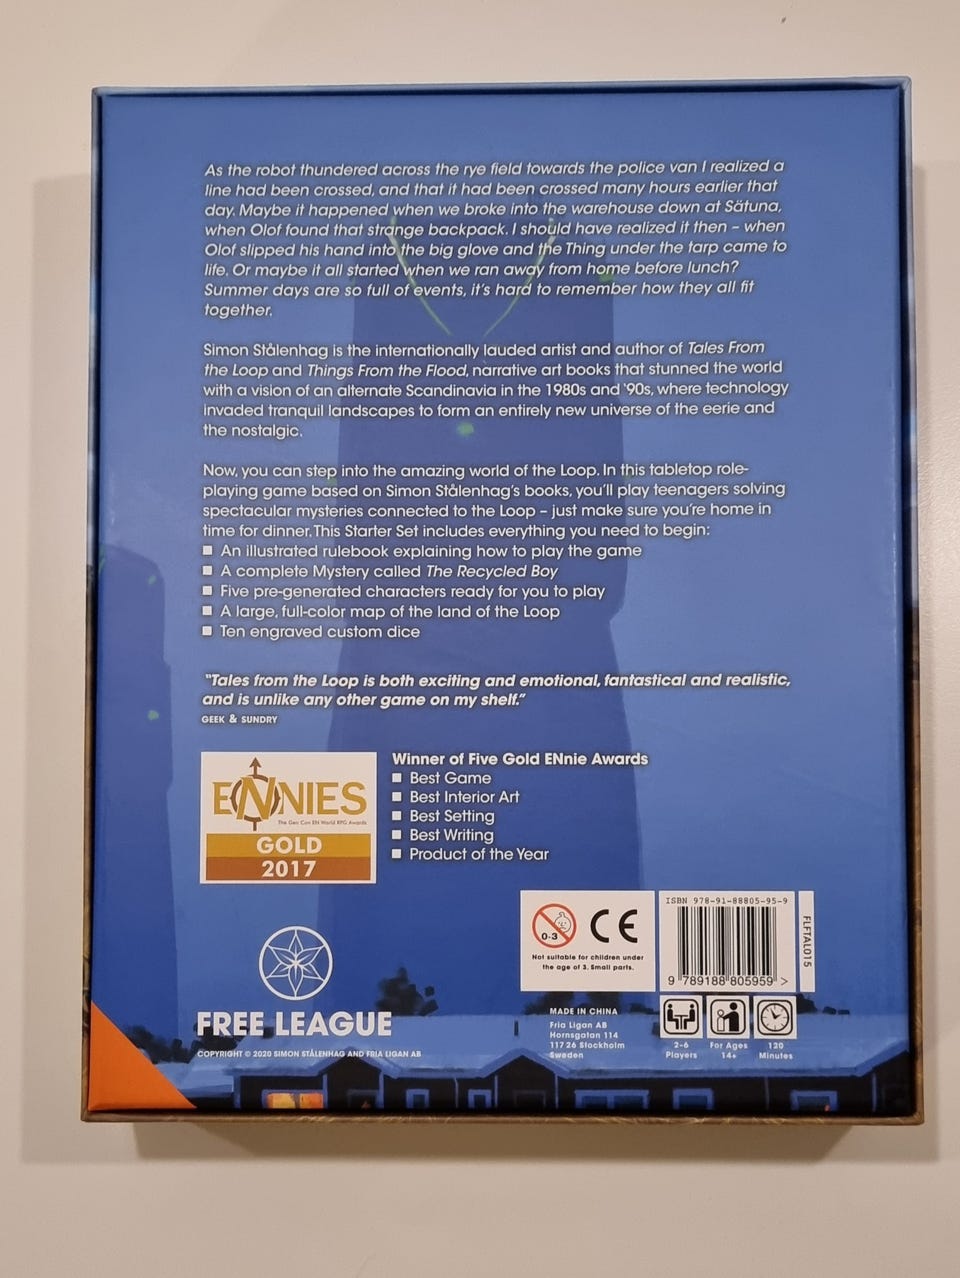 As the robot thundered across the rye field towards the police van I realized a
line had been crossed, and that it had been crossed many hours earlier that
day. Maybe it happened when we broke into the warehouse down at Sätuna,
when Olof found that strange backpack. I should have realized it then – when
Olof slipped his hand into the big glove and the Thing under the tarp came to
life. Or maybe it all started when we ran away from home before lunch?
Summer days are so full of events, it's hard to remember how they all fit
together.
Simon Stålenhag is the internationally lauded artist and author of Tales From
the Loop and Things From the Flood, narrative art books that stunned the world
with a vision of an alternate Scandinavia in the 1980s and '90s, where technology
invaded tranquil landscapes to form an entirely new universe of the eerie and
the nostalgic.
Now, you can step into the amazing world of the Loop. In this tabletop role-
playing game based on Simon Stålenhag's books, you'll play teenagers solving
spectacular mysteries connected to the Loop – just make sure you're home in
time for dinner. This Starter Set includes everything you need to begin:
■ An illustrated rulebook explaining how to play the game
■ A complete Mystery called The Recycled Boy
■ Five pre-generated characters ready for you to play
■ A large, full-color map of the land of the Loop
■ Ten engraved custom dice
"Tales from the Loop is both exciting and emotional, fantastical and realistic,
and is unlike any other game on my shelf."
GEEK & SUNDRY
ENNIES
The Gen Con EN World RPG Awards
GOLD
2017
Winner of Five Gold ENnie Awards
■ Best Game
■ Best Interior Art
■ Best Setting
■ Best Writing
■ Product of the Year
0-3
CE
Not suitable for children under
the age of 3. Small parts.
ISBN 978-91-88805-95-9
9 789188 805959 >
FLFTAL015
FREE LEAGUE
COPYRIGHT © 2020 SIMON STÅLENHAG AND FRIA LIGAN AB
MADE IN CHINA
Fria Ligan AB
Hornsgatan 114
117 26 Stockholm
Sweden
2-6
Players
For Ages
14+
120
Minutes